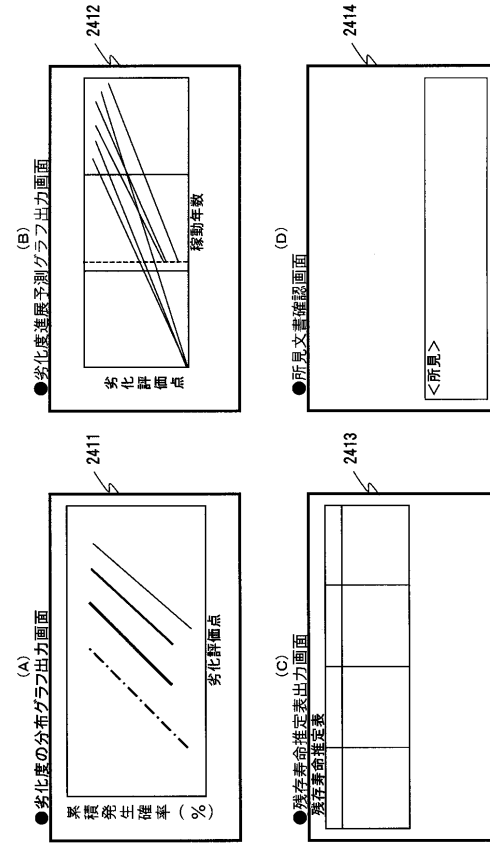 (A)
●劣化度の分布グラフ出力画面
2411
累積発生確率(%)
劣化評価点
(B)
●劣化度進展予測グラフ出力画面
2412
劣化評価点
稼動年数
(C)
●残存寿命推定表出力画面
残存寿命推定表
2413
(D)
●所見文書確認画面
2414
<所見>